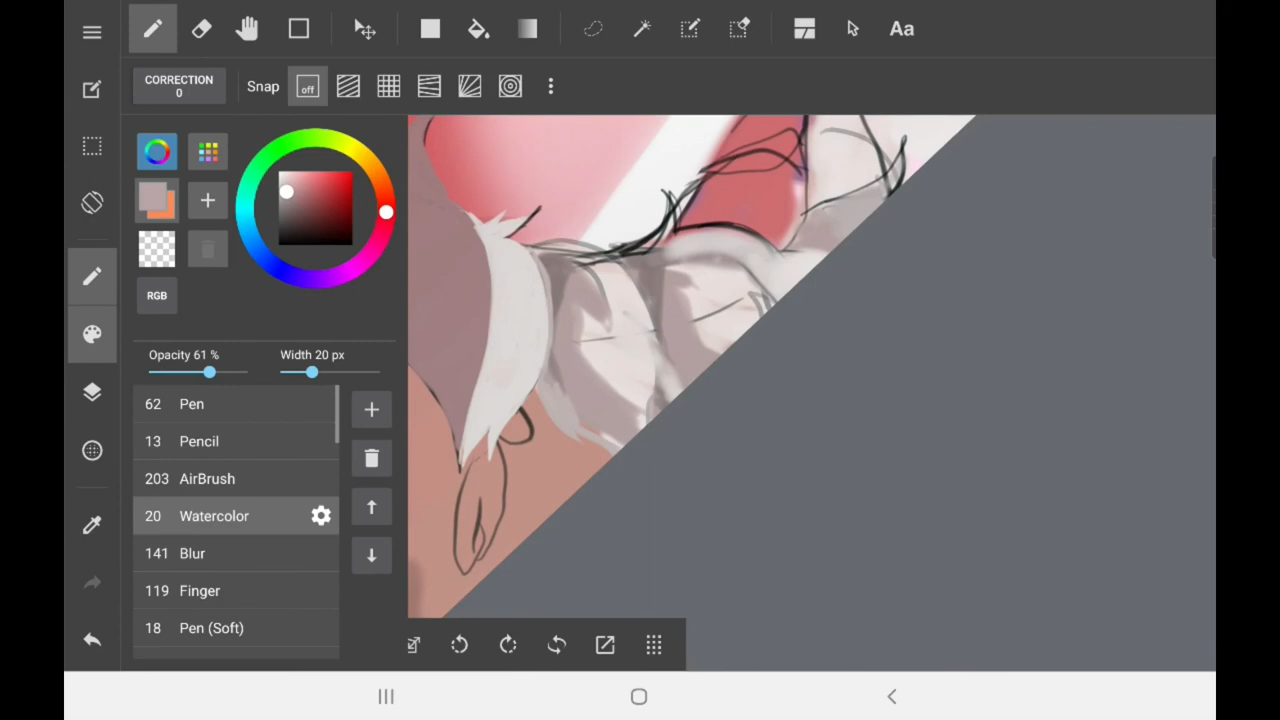 Aa
CORRECTION
0
Snap
off
RGB
Opacity 61 %
Width 20 px
62 Pen
13 Pencil
203 AirBrush
20 Watercolor
141 Blur
119 Finger
18 Pen (Soft)